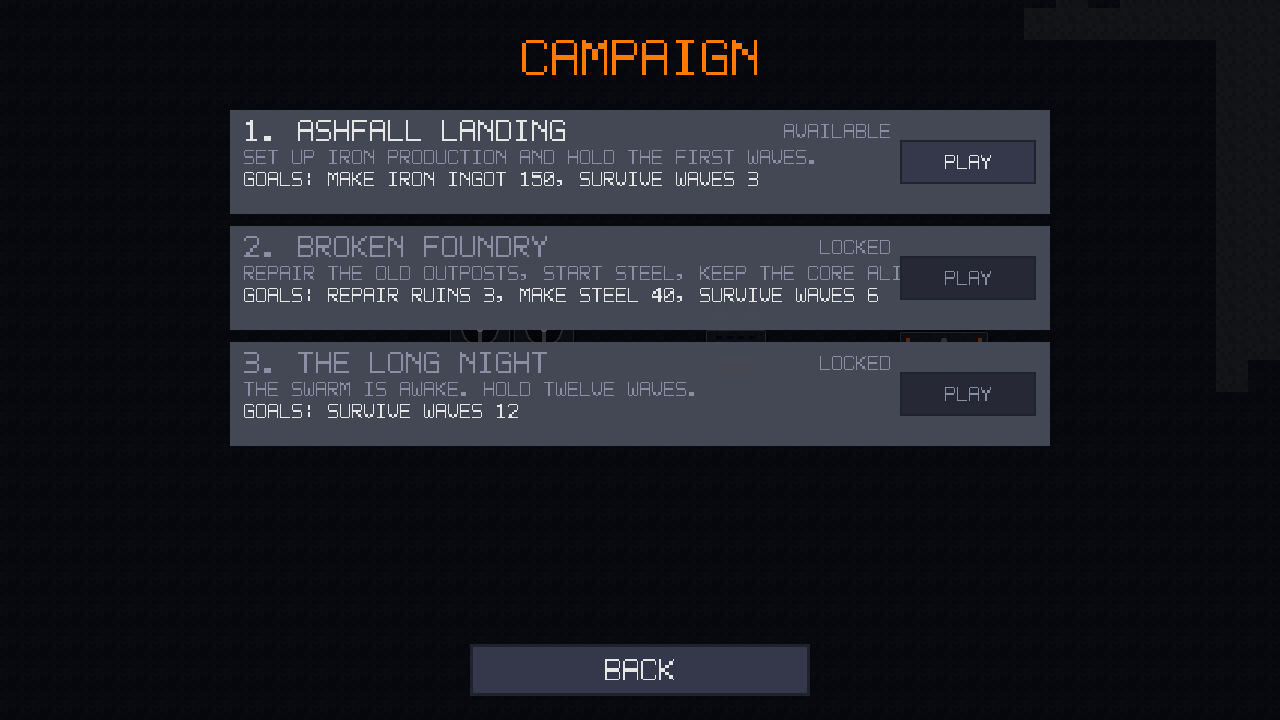 CAMPAIGN
1. ASHFALL LANDING
AVAILABLE
SET UP IRON PRODUCTION AND HOLD THE FIRST WAVES.
GOALS: MAKE IRON INGOT 150, SURVIVE WAVES 3
PLAY
2. BROKEN FOUNDRY
LOCKED
REPAIR THE OLD OUTPOSTS, START STEEL, KEEP THE CORE ALI
GOALS: REPAIR RUINS 3, MAKE STEEL 40, SURVIVE WAVES 6
PLAY
3. THE LONG NIGHT
LOCKED
THE SWARM IS AWAKE. HOLD TWELVE WAVES.
GOALS: SURVIVE WAVES 12
PLAY
BACK